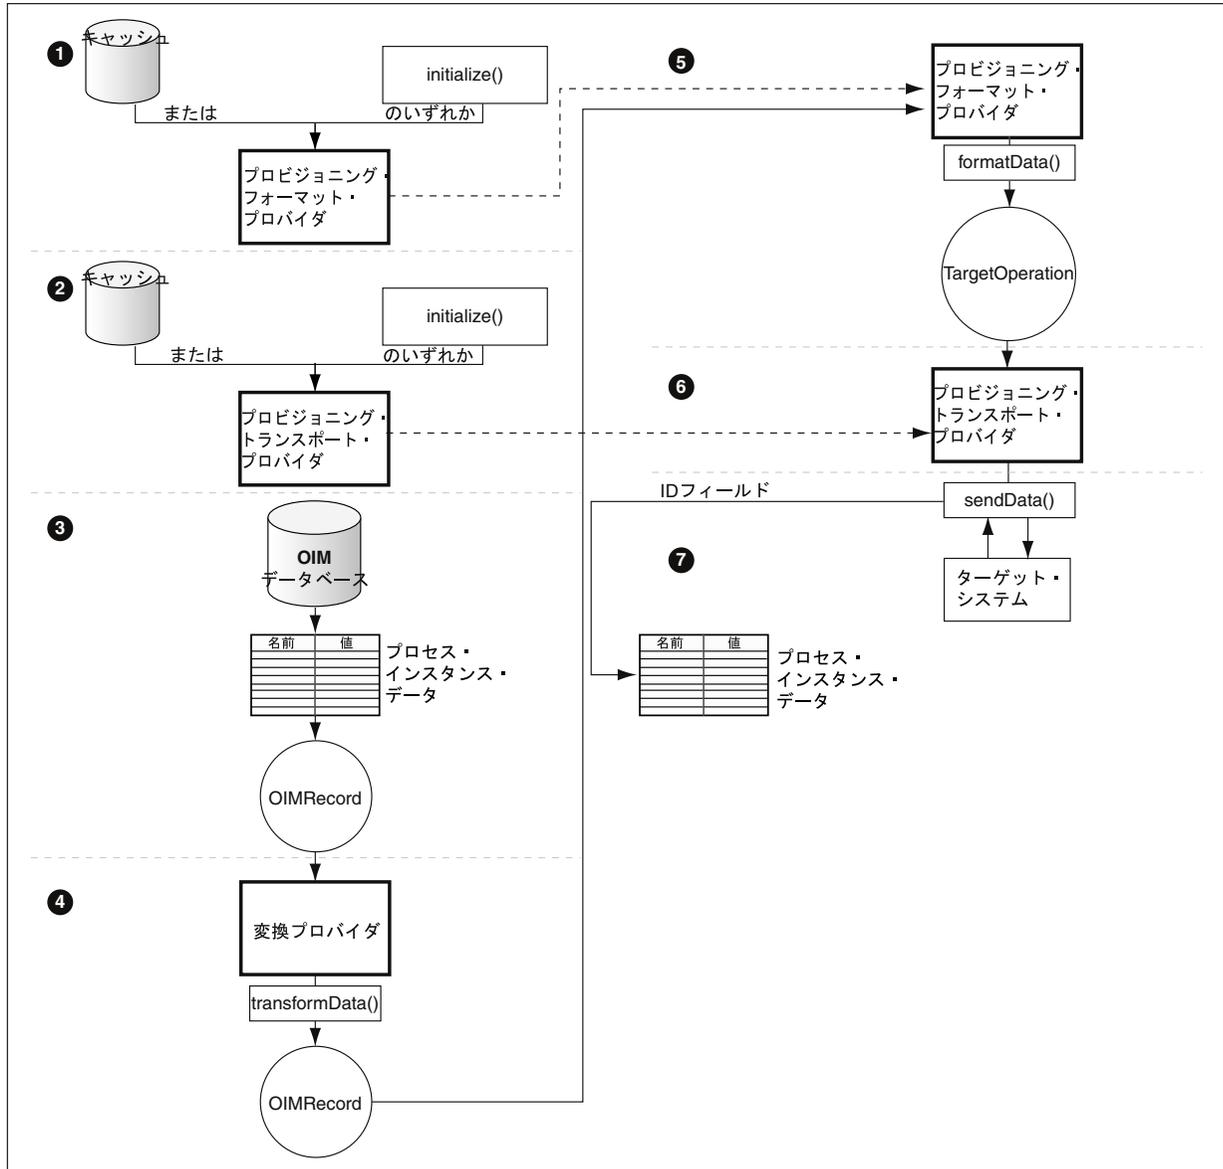 1
キャッシュ
initialize()
または
のいずれか
プロビジョニング・
フォーマット・
プロバイダ
2
キャッシュ
initialize()
または
のいずれか
プロビジョニング・
トランスポート・
プロバイダ
3
OIM
データベース
名前
値
プロセス・
インスタンス・
データ
OIMRecord
4
変換プロバイダ
transformData()
OIMRecord
5
プロビジョニング・
フォーマット・
プロバイダ
formatData()
TargetOperation
6
プロビジョニング・
トランスポート・
プロバイダ
IDフィールド
sendData()
7
ターゲット・
システム
名前
値
プロセス・
インスタンス・
データ